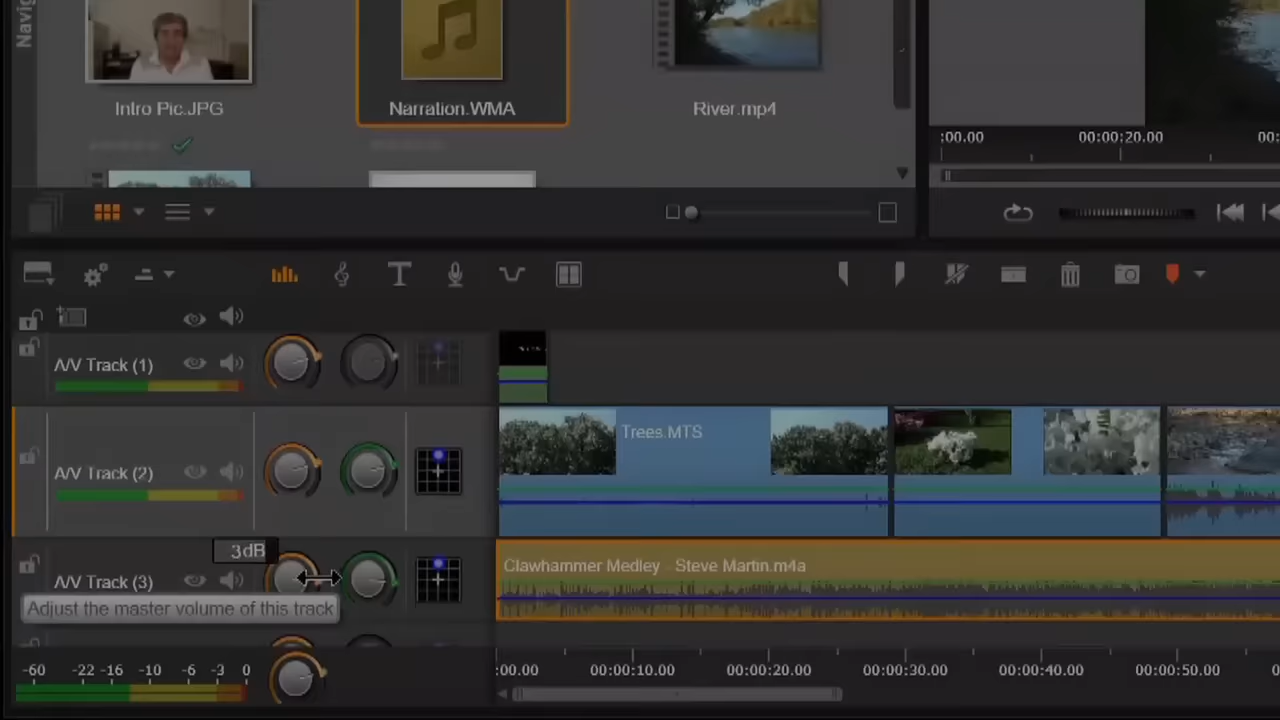 Navig
Intro Pic.JPG
Narration.WMA
River.mp4
:00.00
00:00:20.00
00:
T
A/V Track (1)
A/V Track (2)
Trees.MTS
3dB
Clawhammer Medley - Steve Martin.m4a
A/V Track (3)
Adjust the master volume of this track
-60 -22 -16 -10 -6 -3 0
:00.00 00:00:10.00 00:00:20.00 00:00:30.00 00:00:40.00 00:00:50.00